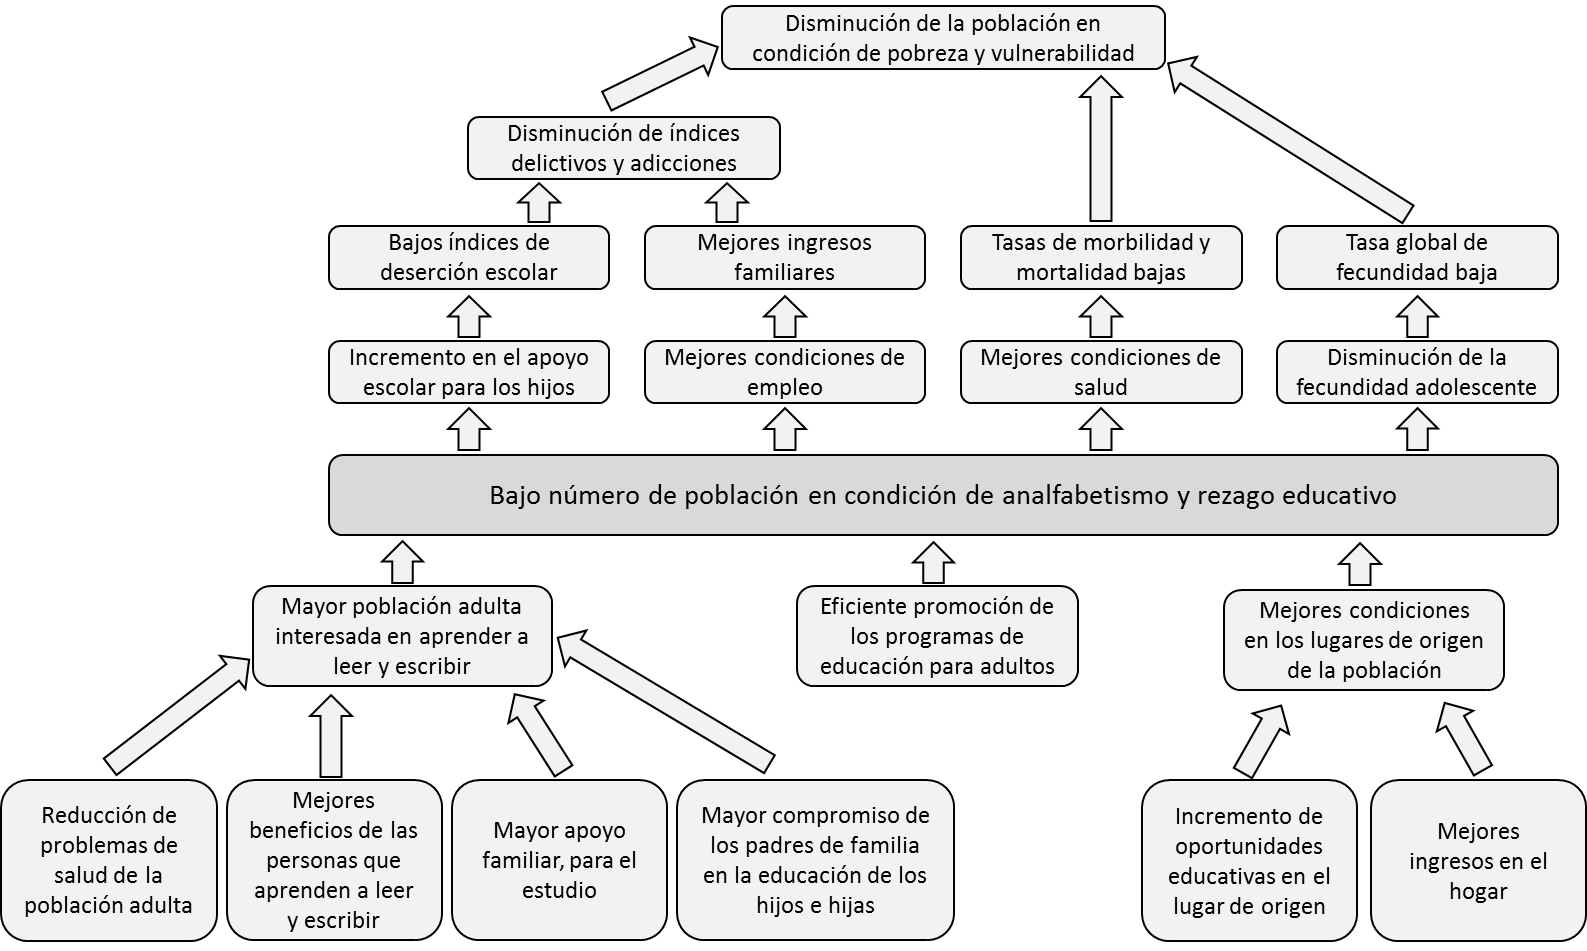 Disminución de la población en
condición de pobreza y vulnerabilidad
Disminución de índices
delictivos y adicciones
Bajos índices de
deserción escolar
Mejores ingresos
familiares
Tasas de morbilidad y
mortalidad bajas
Tasa global de
fecundidad baja
Incremento en el apoyo
escolar para los hijos
Mejores condiciones de
empleo
Mejores condiciones de
salud
Disminución de la
fecundidad adolescente
Bajo número de población en condición de analfabetismo y rezago educativo
Mayor población adulta
interesada en aprender a
leer y escribir
Eficiente promoción de
los programas de
educación para adultos
Mejores condiciones
en los lugares de origen
de la población
Reducción de
problemas de
salud de la
población adulta
Mejores
beneficios de las
personas que
aprenden a leer
y escribir
Mayor apoyo
familiar, para el
estudio
Mayor compromiso de
los padres de familia
en la educación de los
hijos e hijas
Incremento de
oportunidades
educativas en el
lugar de origen
Mejores
ingresos en el
hogar